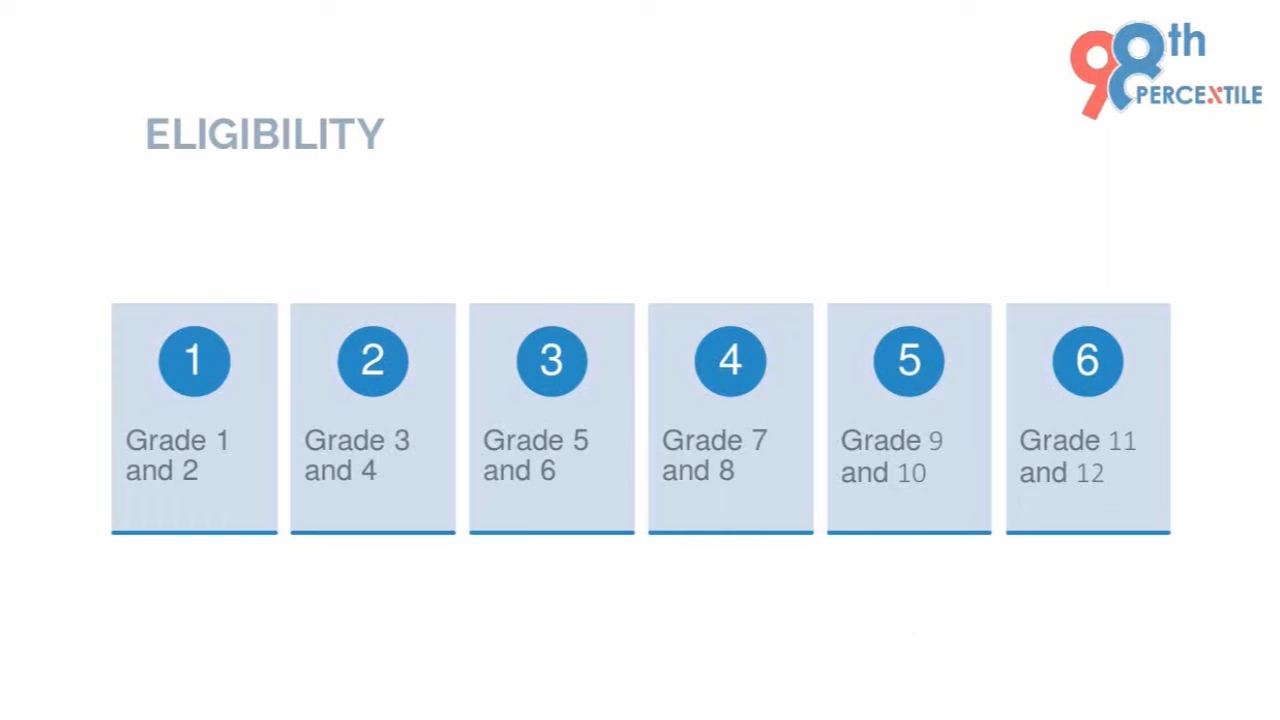 98th
PERCEXTILE
ELIGIBILITY
1
Grade 1
and 2
2
Grade 3
and 4
3
Grade 5
and 6
4
Grade 7
and 8
5
Grade 9
and 10
6
Grade 11
and 12